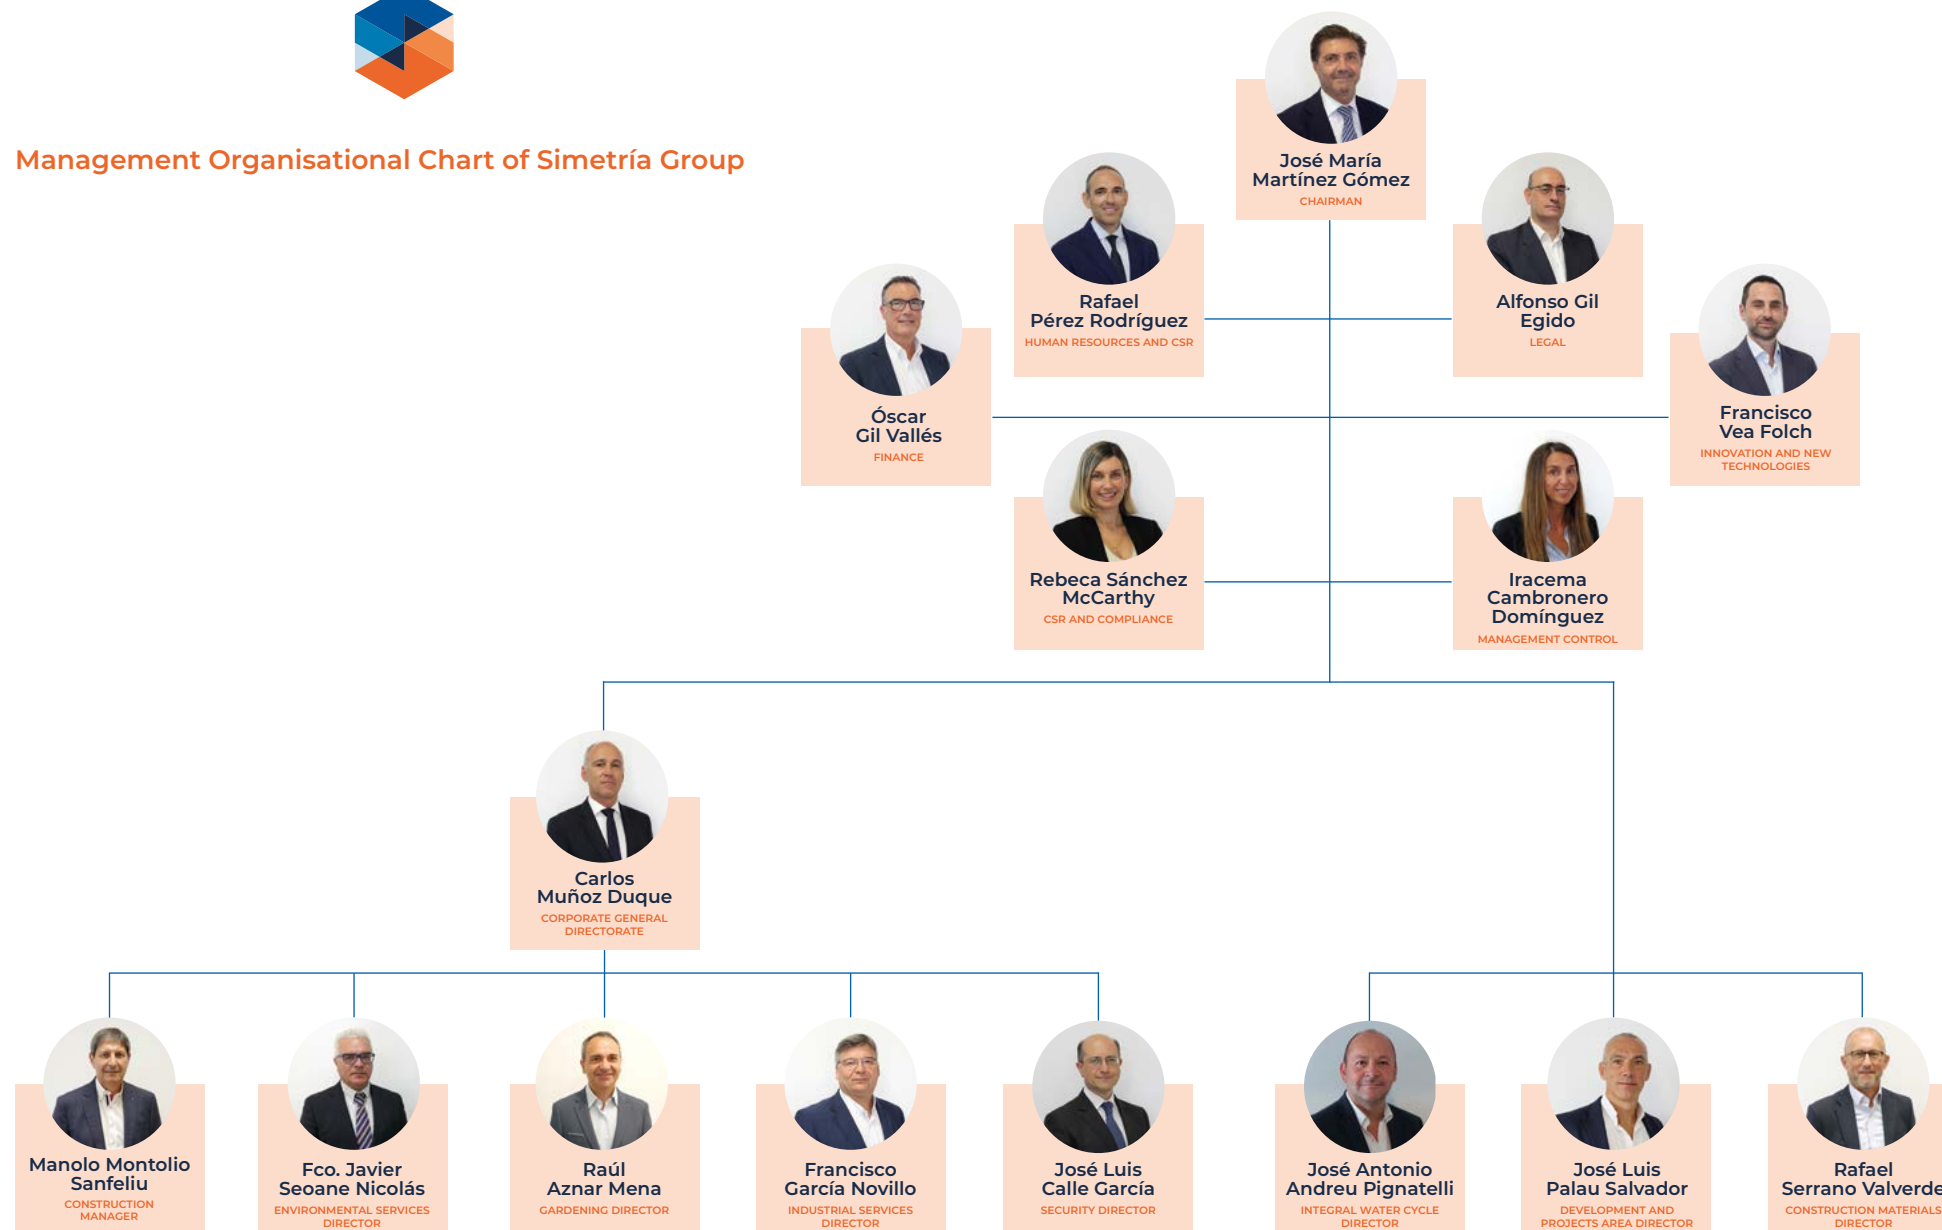 Management Organisational Chart of Simetría Group
José María
Martínez Gómez
CHAIRMAN
Rafael
Pérez Rodríguez
HUMAN RESOURCES AND CSR
Alfonso Gil
Egido
LEGAL
Óscar
Gil Vallés
FINANCE
Francisco
Vea Folch
INNOVATION AND NEW
TECHNOLOGIES
Rebeca Sánchez
McCarthy
CSR AND COMPLIANCE
Iracema
Cambronero
Domínguez
MANAGEMENT CONTROL
Carlos
Muñoz Duque
CORPORATE GENERAL
DIRECTORATE
Manolo Montolio
Sanfeliu
CONSTRUCTION
MANAGER
Fco. Javier
Seoane Nicolás
ENVIRONMENTAL SERVICES
DIRECTOR
Raúl
Aznar Mena
GARDENING DIRECTOR
Francisco
García Novillo
INDUSTRIAL SERVICES
DIRECTOR
José Luis
Calle García
SECURITY DIRECTOR
José Antonio
Andreu Pignatelli
INTEGRAL WATER CYCLE
DIRECTOR
José Luis
Palau Salvador
DEVELOPMENT AND
PROJECTS AREA DIRECTOR
Rafael
Serrano Valverde
CONSTRUCTION MATERIALS
DIRECTOR